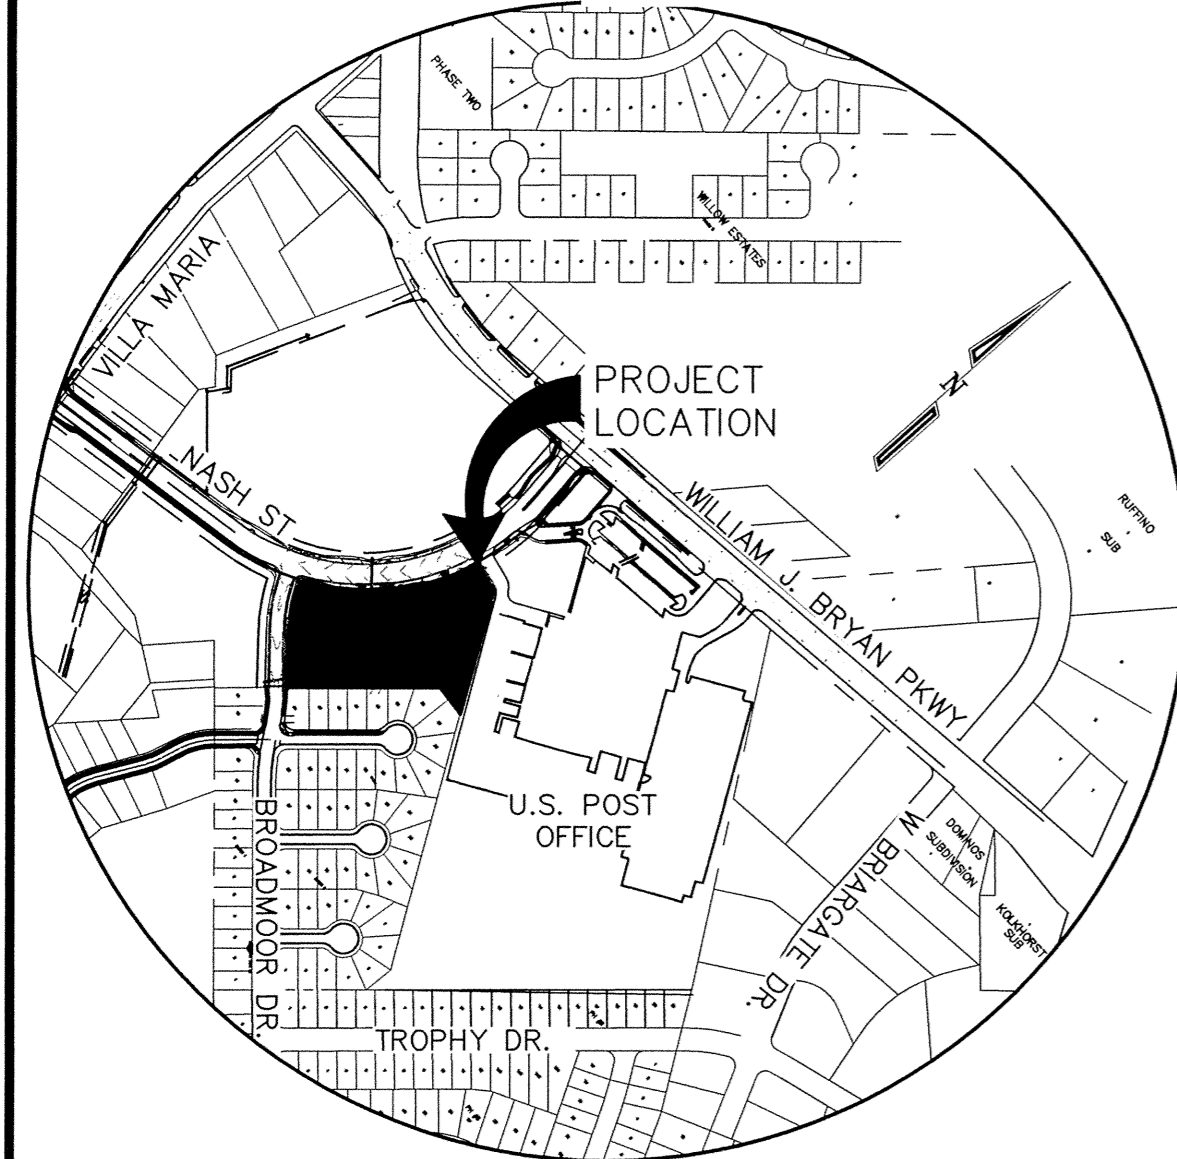 PHASE TWO
WILLOW ESTATES
VILLA MARIA
PROJECT
LOCATION
N
NASH ST
WILLIAM J. BRYAN PKWY
RUFFINO
SUB
U.S. POST
OFFICE
BROADMOOR DR.
W BRIARGATE DR.
DOMINOS
SUBDIVISION
KOLKHORST
SUB
TROPHY DR.